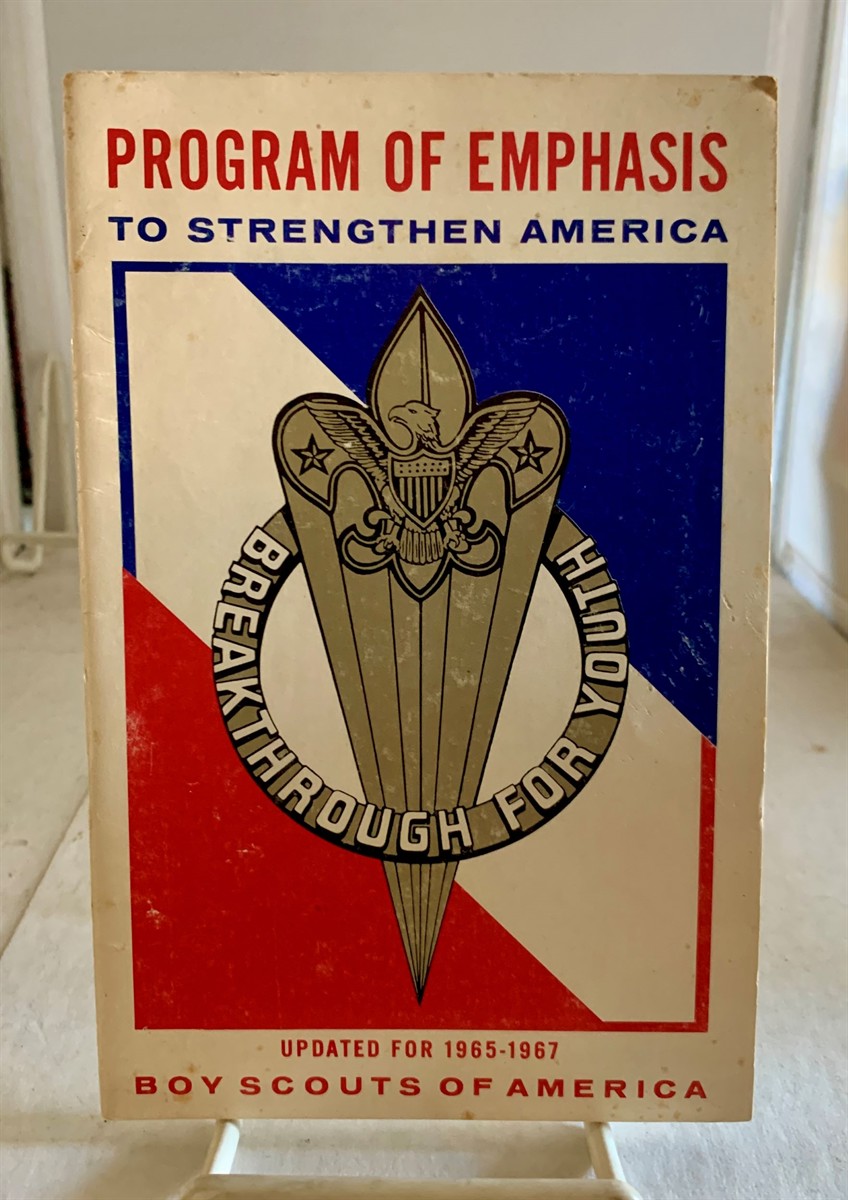 PROGRAM OF EMPHASIS
TO STRENGTHEN AMERICA
BREAKTHROUGH FOR YOUTH
UPDATED FOR 1965-1967
BOY SCOUTS OF AMERICA